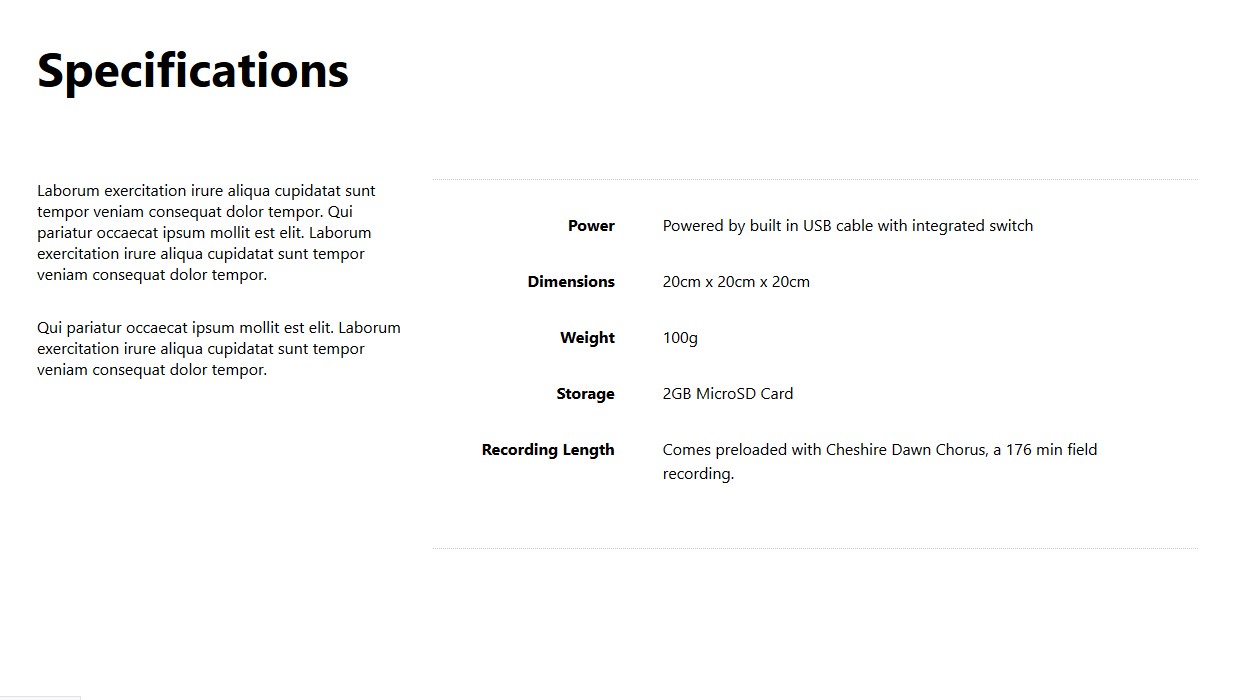 Specifications
Laborum exercitation irure aliqua cupidatat sunt
tempor veniam consequat dolor tempor. Qui
pariatur occaecat ipsum mollit est elit. Laborum
exercitation irure aliqua cupidatat sunt tempor
veniam consequat dolor tempor.
Qui pariatur occaecat ipsum mollit est elit. Laborum
exercitation irure aliqua cupidatat sunt tempor
veniam consequat dolor tempor.
Power Powered by built in USB cable with integrated switch
Dimensions 20cm x 20cm x 20cm
Weight 100g
Storage 2GB MicroSD Card
Recording Length Comes preloaded with Cheshire Dawn Chorus, a 176 min field
recording.